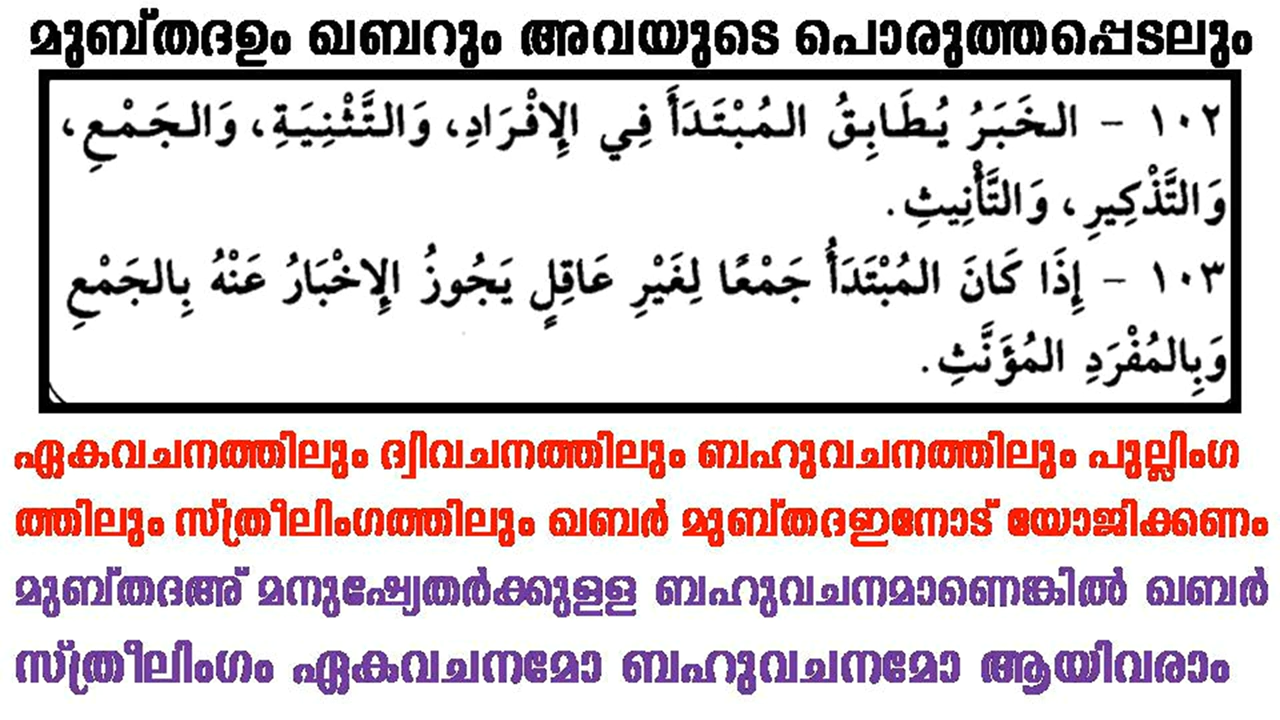 മുബ്തദഉം ഖബറും അവയുടെ പൊരുത്തപ്പെടലും
١٠٢ - الخَبَرُ يُطَابِقُ المُبْتَدَأَ فِي الإِفْرَادِ، وَالتَّثْنِيَةِ، وَالجَمْعِ،
وَالتَّذْكِيرِ، وَالتَّأْنِيثِ.
١٠٣ - إِذَا كَانَ المُبْتَدَأُ جَمْعًا لِغَيْرِ عَاقِلٍ يَجُوزُ الإِخْبَارُ عَنْهُ بِالجَمْعِ
وَبِالمُفْرَدِ المُؤَنَّثِ.
ഏകവചനത്തിലും ദ്വിവചനത്തിലും ബഹുവചനത്തിലും പുല്ലിംഗ
ത്തിലും സ്ത്രീലിംഗത്തിലും ഖബർ മുബ്തദഇനോട് യോജിക്കണം
മുബ്തദഅ് മനുഷ്യേതർക്കുളള ബഹുവചനമാണെങ്കിൽ ഖബർ
സ്ത്രീലിംഗം ഏകവചനമോ ബഹുവചനമോ ആയിവരാം